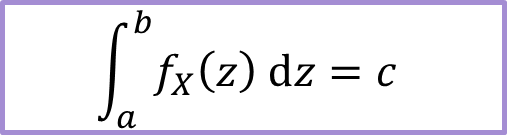 ∫_a^b f_X(z) dz = c